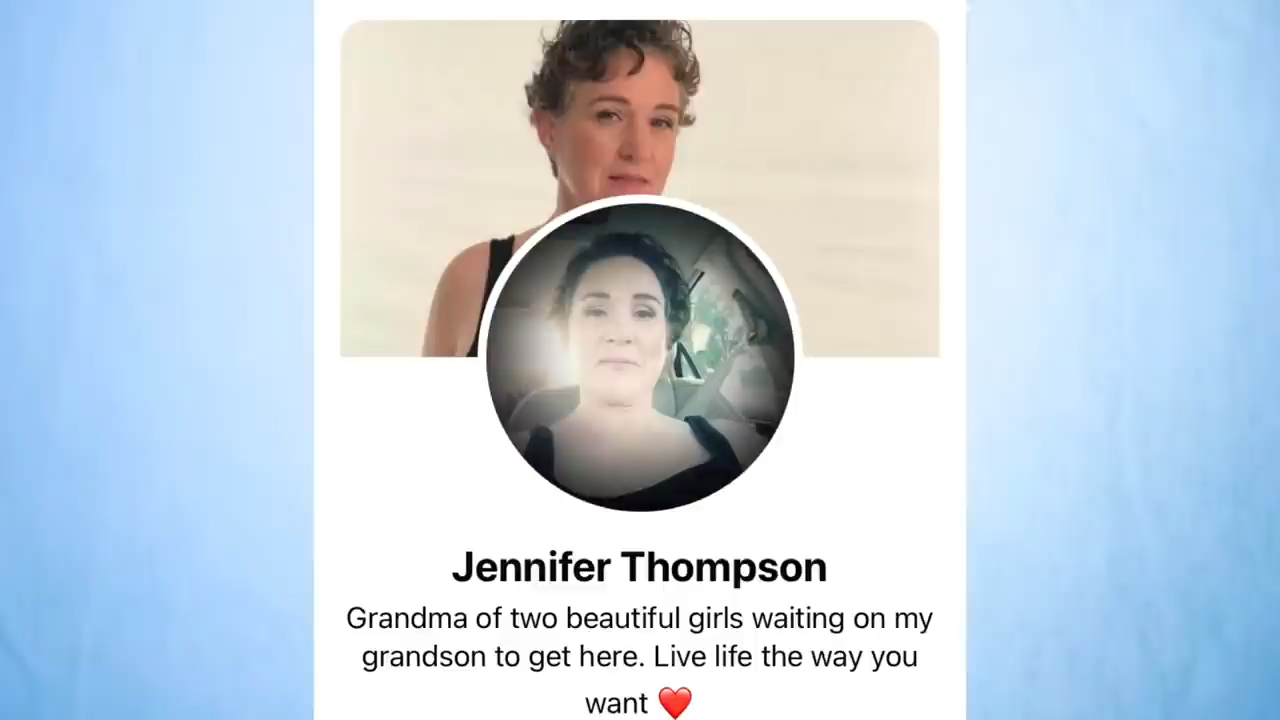 Jennifer Thompson
Grandma of two beautiful girls waiting on my
grandson to get here. Live life the way you
want ❤️